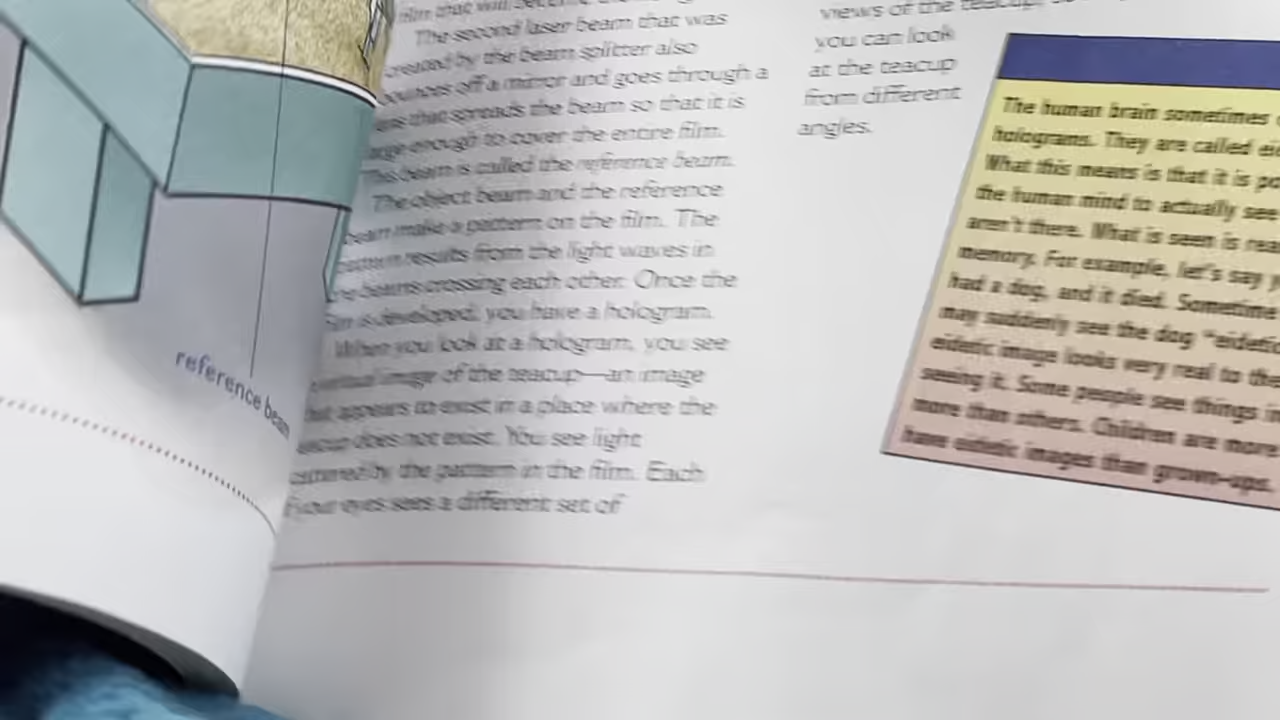 reference beam
film that will
The second laser beam that was
created by the beam splitter also
bounces off a mirror and goes through a
lens that spreads the beam so that it is
large enough to cover the entire film.
This beam is called the reference beam.
The object beam and the reference
beam make a pattern on the film. The
pattern results from the light waves in
the beams crossing each other. Once the
film is developed, you have a hologram.
When you look at a hologram, you see
virtual image of the teacup—an image
that appears to exist in a place where the
teacup does not exist. You see light
scattered by the pattern in the film. Each
of your eyes sees a different set of
views of the teacup,
you can look
at the teacup
from different
angles.
The human brain sometimes
holograms. They are called
What this means is that it is
the human mind to actually see
aren't there. What is seen is
memory. For example, let's say
had a dog, and it died. Sometime
may suddenly see the dog
eidetic image looks very real to
seeing it. Some people see things
more than others. Children are more
have eidetic images than grown-ups.